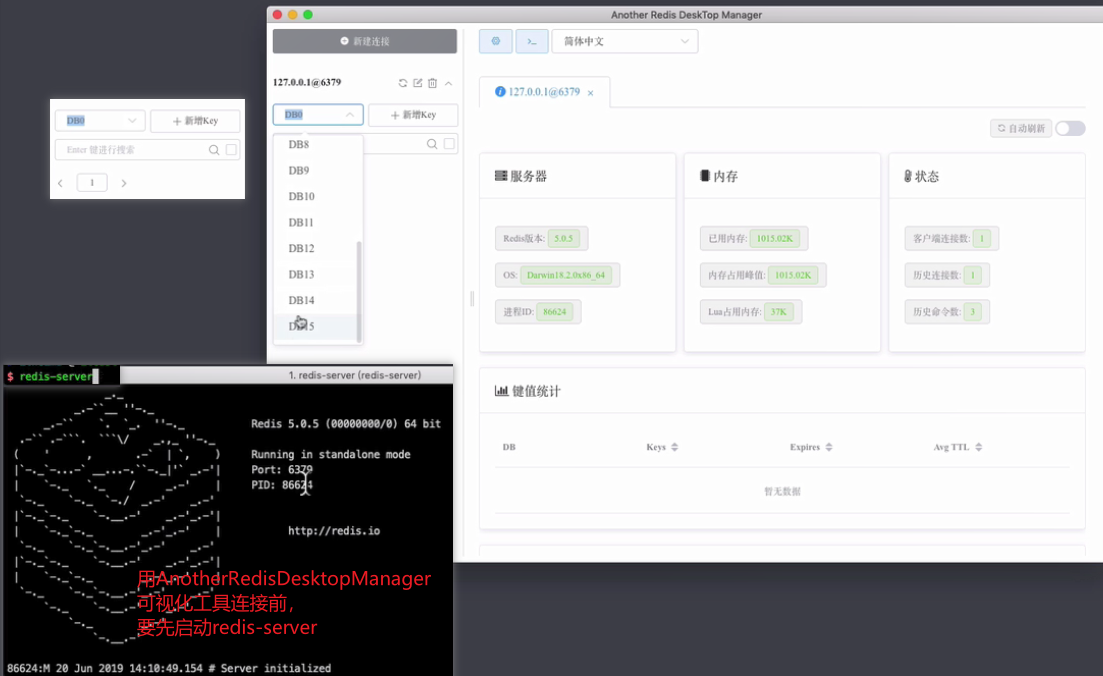 Another Redis DeskTop Manager
新建连接
简体中文
127.0.0.1@6379
127.0.0.1@6379
DB0
新增Key
自动刷新
DB8
DB9
DB10
DB11
DB12
DB13
DB14
DB15
DB0
新增Key
Enter 键进行搜索
1
服务器
Redis版本: 5.0.5
OS: Darwin18.2.0x86_64
进程ID: 86624
内存
已用内存: 1015.02K
内存占用峰值: 1015.02K
Lua占用内存: 37K
状态
客户端连接数: 1
历史连接数: 1
历史命令数: 3
键值统计
DB Keys Expires Avg TTL
暂无数据
$ redis-server
1. redis-server (redis-server)
Redis 5.0.5 (00000000/0) 64 bit
Running in standalone mode
Port: 6379
PID: 86624
http://redis.io
用AnotherRedisDesktopManager
可视化工具连接前，
要先启动redis-server
86624:M 20 Jun 2019 14:10:49.154 # Server initialized